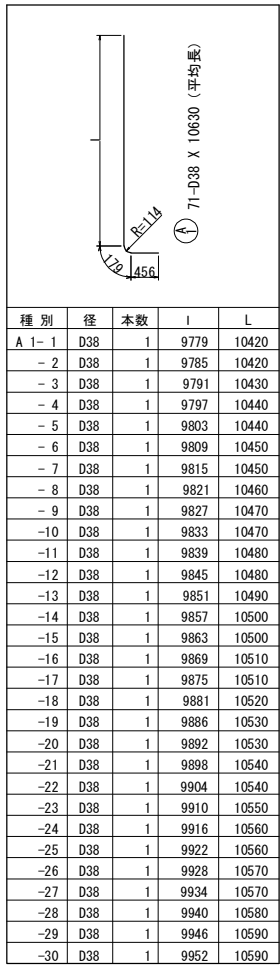 l
R=114
179
456
A1 71-D38 X 10630 (平均長)
種 別 径 本数 l L
A 1- 1 D38 1 9779 10420
- 2 D38 1 9785 10420
- 3 D38 1 9791 10430
- 4 D38 1 9797 10440
- 5 D38 1 9803 10440
- 6 D38 1 9809 10450
- 7 D38 1 9815 10450
- 8 D38 1 9821 10460
- 9 D38 1 9827 10470
-10 D38 1 9833 10470
-11 D38 1 9839 10480
-12 D38 1 9845 10480
-13 D38 1 9851 10490
-14 D38 1 9857 10500
-15 D38 1 9863 10500
-16 D38 1 9869 10510
-17 D38 1 9875 10510
-18 D38 1 9881 10520
-19 D38 1 9886 10530
-20 D38 1 9892 10530
-21 D38 1 9898 10540
-22 D38 1 9904 10540
-23 D38 1 9910 10550
-24 D38 1 9916 10560
-25 D38 1 9922 10560
-26 D38 1 9928 10570
-27 D38 1 9934 10570
-28 D38 1 9940 10580
-29 D38 1 9946 10590
-30 D38 1 9952 10590